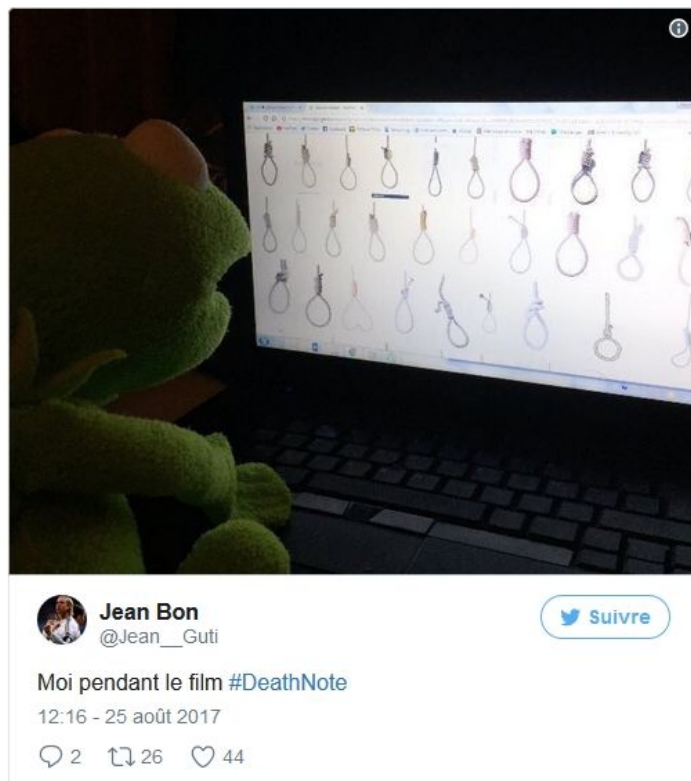 Jean Bon
@Jean__Guti
Suivre
Moi pendant le film #DeathNote
12:16 - 25 août 2017
2 26 44